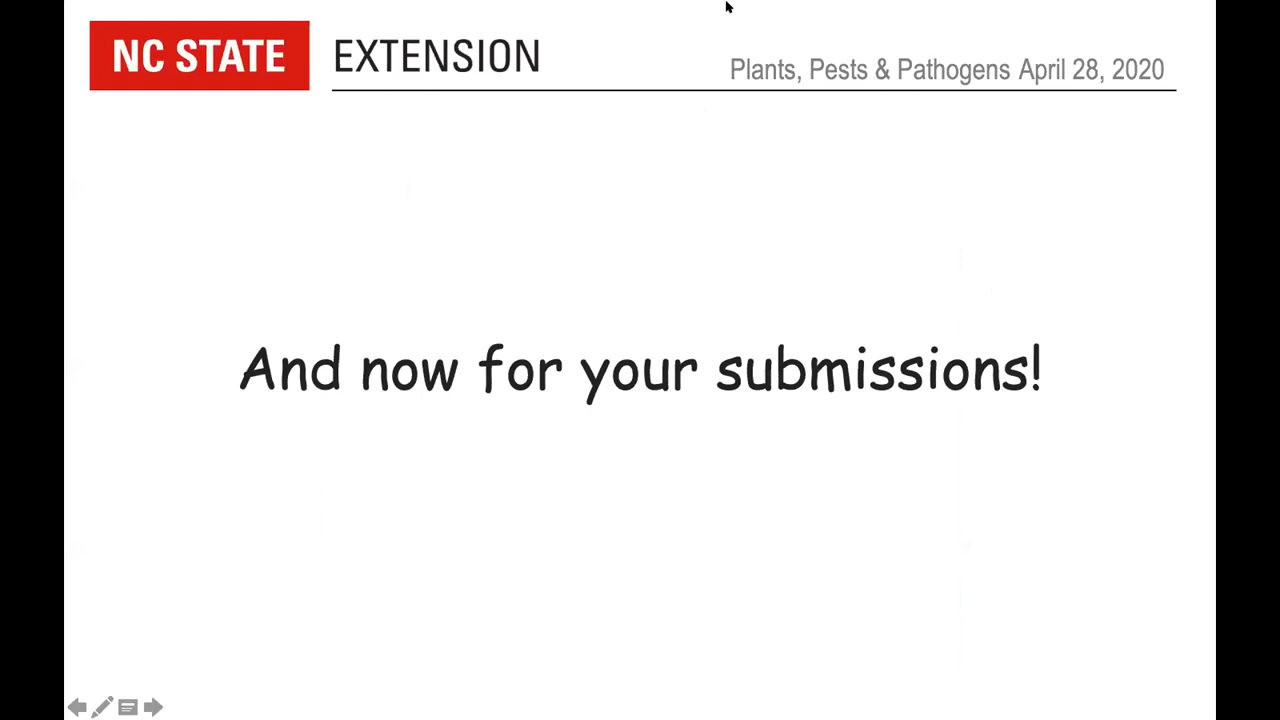 NC STATE EXTENSION
Plants, Pests & Pathogens April 28, 2020
And now for your submissions!